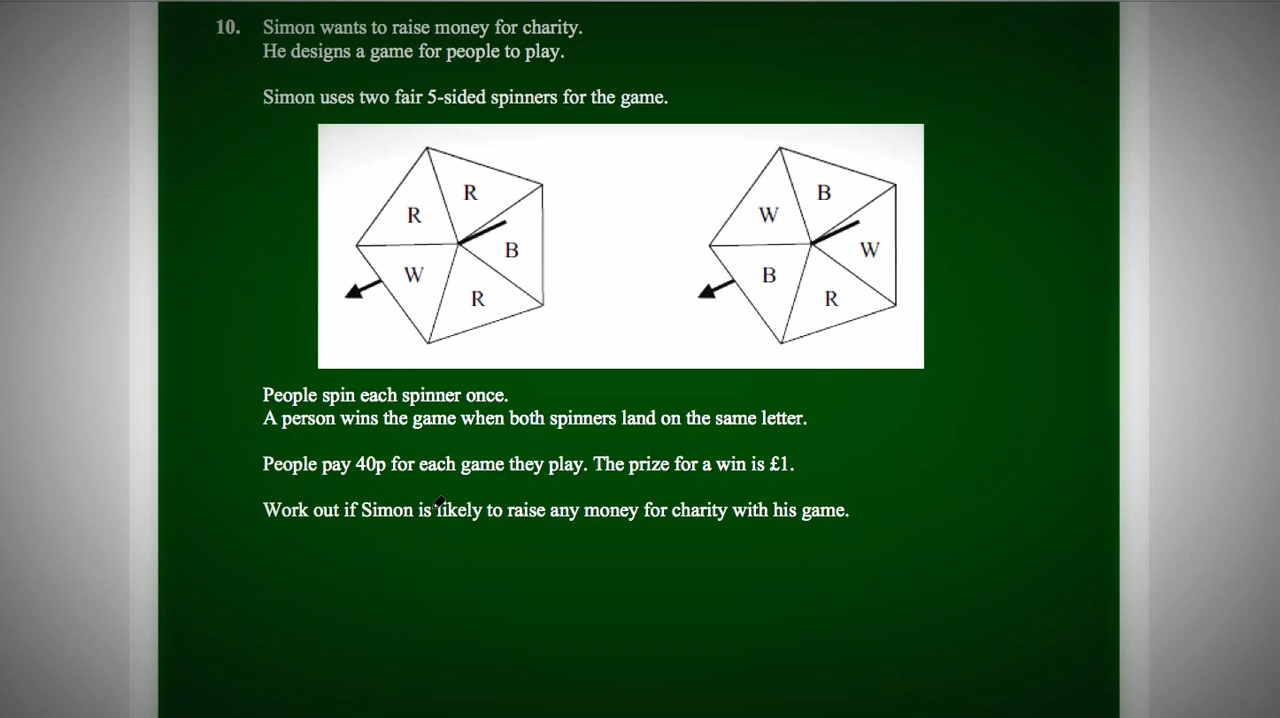 10. Simon wants to raise money for charity.
He designs a game for people to play.
Simon uses two fair 5-sided spinners for the game.
R
R
B
W
R
B
W
W
B
R
People spin each spinner once.
A person wins the game when both spinners land on the same letter.
People pay 40p for each game they play. The prize for a win is £1.
Work out if Simon is likely to raise any money for charity with his game.